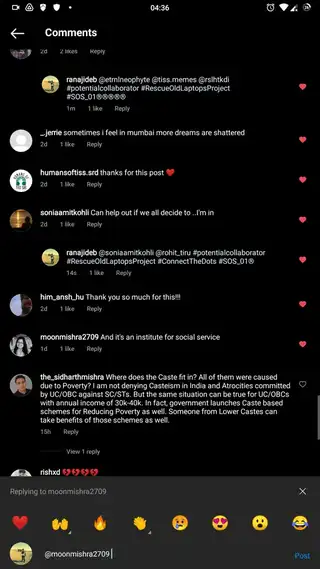 04:36
Comments
2d 2 likes Reply
ranajideb @etrnlneophyte @tiss.memes @rslhtkdi
#potentialcollaborator #RescueOldLaptopsProject
#SOS_01®®®®®
1m 1 like Reply
_.jerrie sometimes i feel in mumbai more dreams are shattered
2d 1 like Reply
humansoftiss.srd thanks for this post ❤️
2d 1 like Reply
soniaamitkohli Can help out if we all decide to ..I'm in
2d 1 like Reply
ranajideb @soniaamitkohli @rohit_tiru #potentialcollaborator
#RescueOldLaptopsProject #ConnectTheDots #SOS_01®
14s 1 like Reply
him_ansh_hu Thank you so much for this!!!
2d 1 like Reply
moonmishra2709 And it's an institute for social service
1d 1 like Reply
the_sidharthmishra Where does the Caste fit in? All of them were caused
due to Poverty? I am not denying Casteism in India and Atrocities committed
by UC/OBC against SC/STs. But the same situation can be true for UC/OBCs
with annual income of 30k-40k. In fact, government launches Caste based
schemes for Reducing Poverty as well. Someone from Lower Castes can
take benefits of those schemes as well.
15h Reply
View 1 reply
rishxd 💔💔💔💔
Replying to moonmishra2709
@moonmishra2709
Post